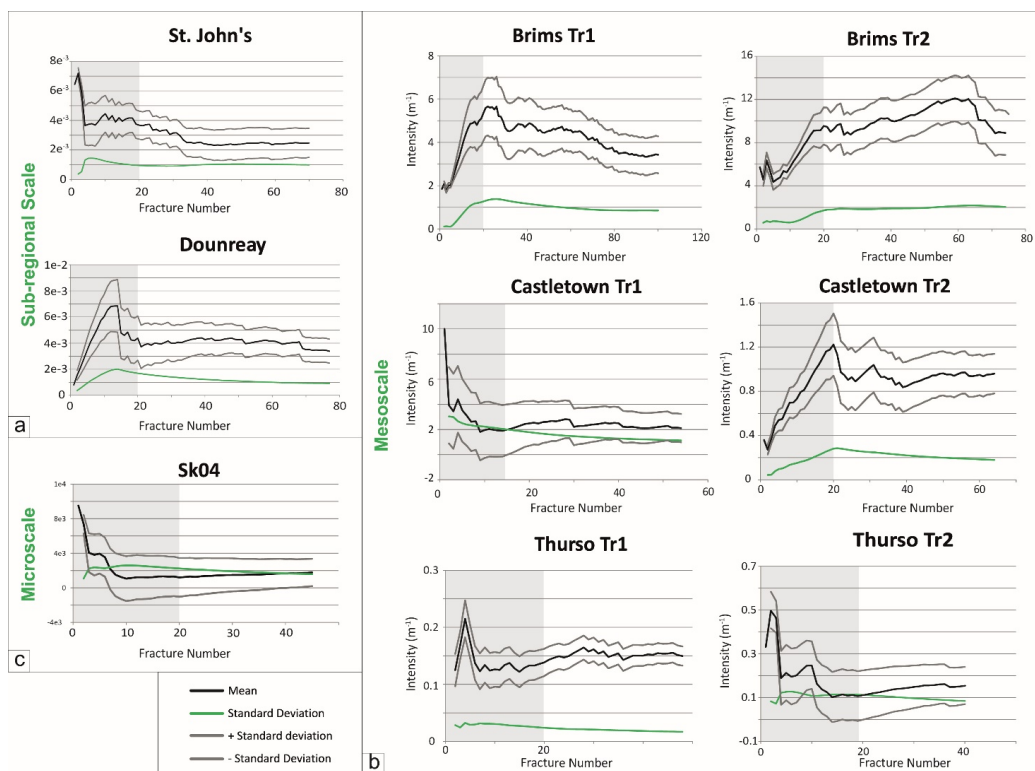 St. John's
8e-3
6e-3
4e-3
2e-3
0
0 20 40 60 80
Fracture Number
Sub-regional Scale
Dounreay
1e-2
8e-3
6e-3
4e-3
2e-3
0
0 20 40 60 80
Fracture Number
a
Sk04
Microscale
1e4
8e3
4e3
0
-4e3
0 10 20 30 40
Fracture Number
c
Mean
Standard Deviation
+ Standard deviation
- Standard Deviation
Mesoscale
Brims Tr1
Intensity (m-1)
8
6
4
2
0
0 20 40 60 80 100 120
Fracture Number
Brims Tr2
Intensity (m-1)
16
12
8
4
0
0 20 40 60 80
Fracture Number
Castletown Tr1
Intensity (m-1)
10
6
2
-2
0 20 40 60
Fracture Number
Castletown Tr2
Intensity (m-1)
1.6
1.2
0.8
0.4
0
0 20 40 60
Fracture Number
Thurso Tr1
Intensity (m-1)
0.3
0.2
0.1
0
0 20 40
Fracture Number
Thurso Tr2
Intensity (m-1)
0.7
0.5
0.3
0.1
-0.1
0 10 20 30 40 50
Fracture Number
b